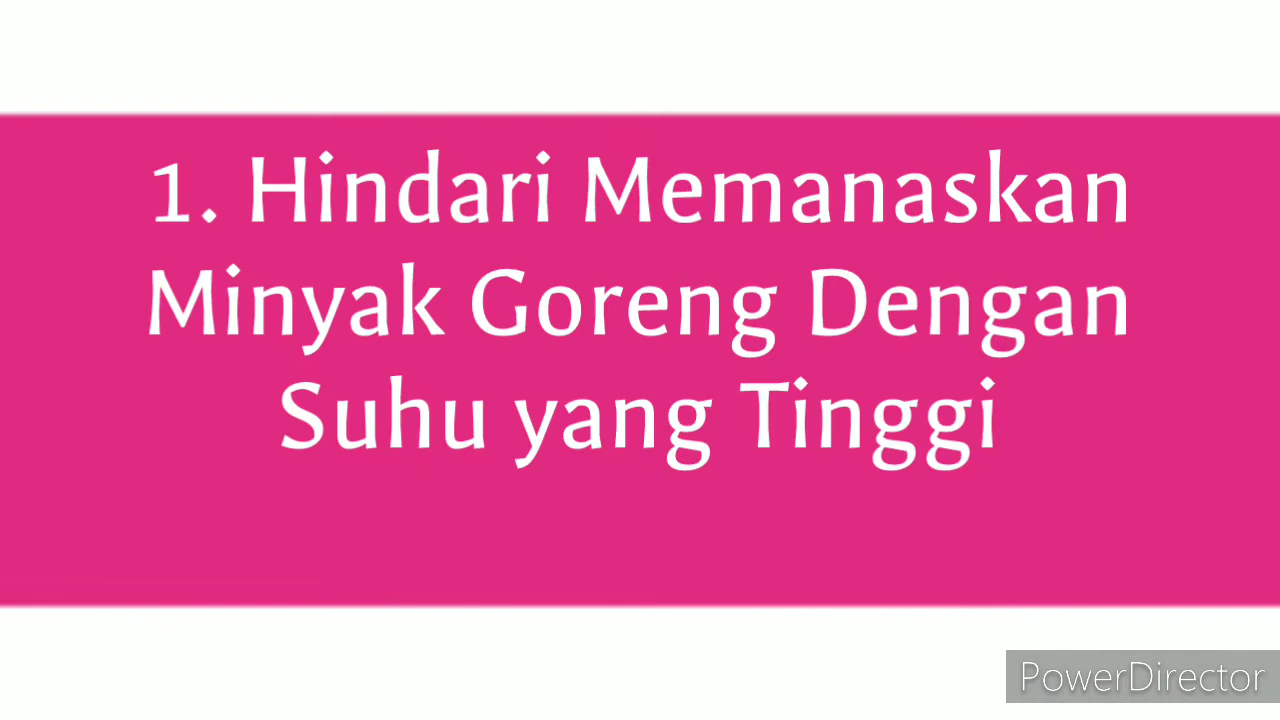 1. Hindari Memanaskan
Minyak Goreng Dengan
Suhu yang Tinggi
PowerDirector